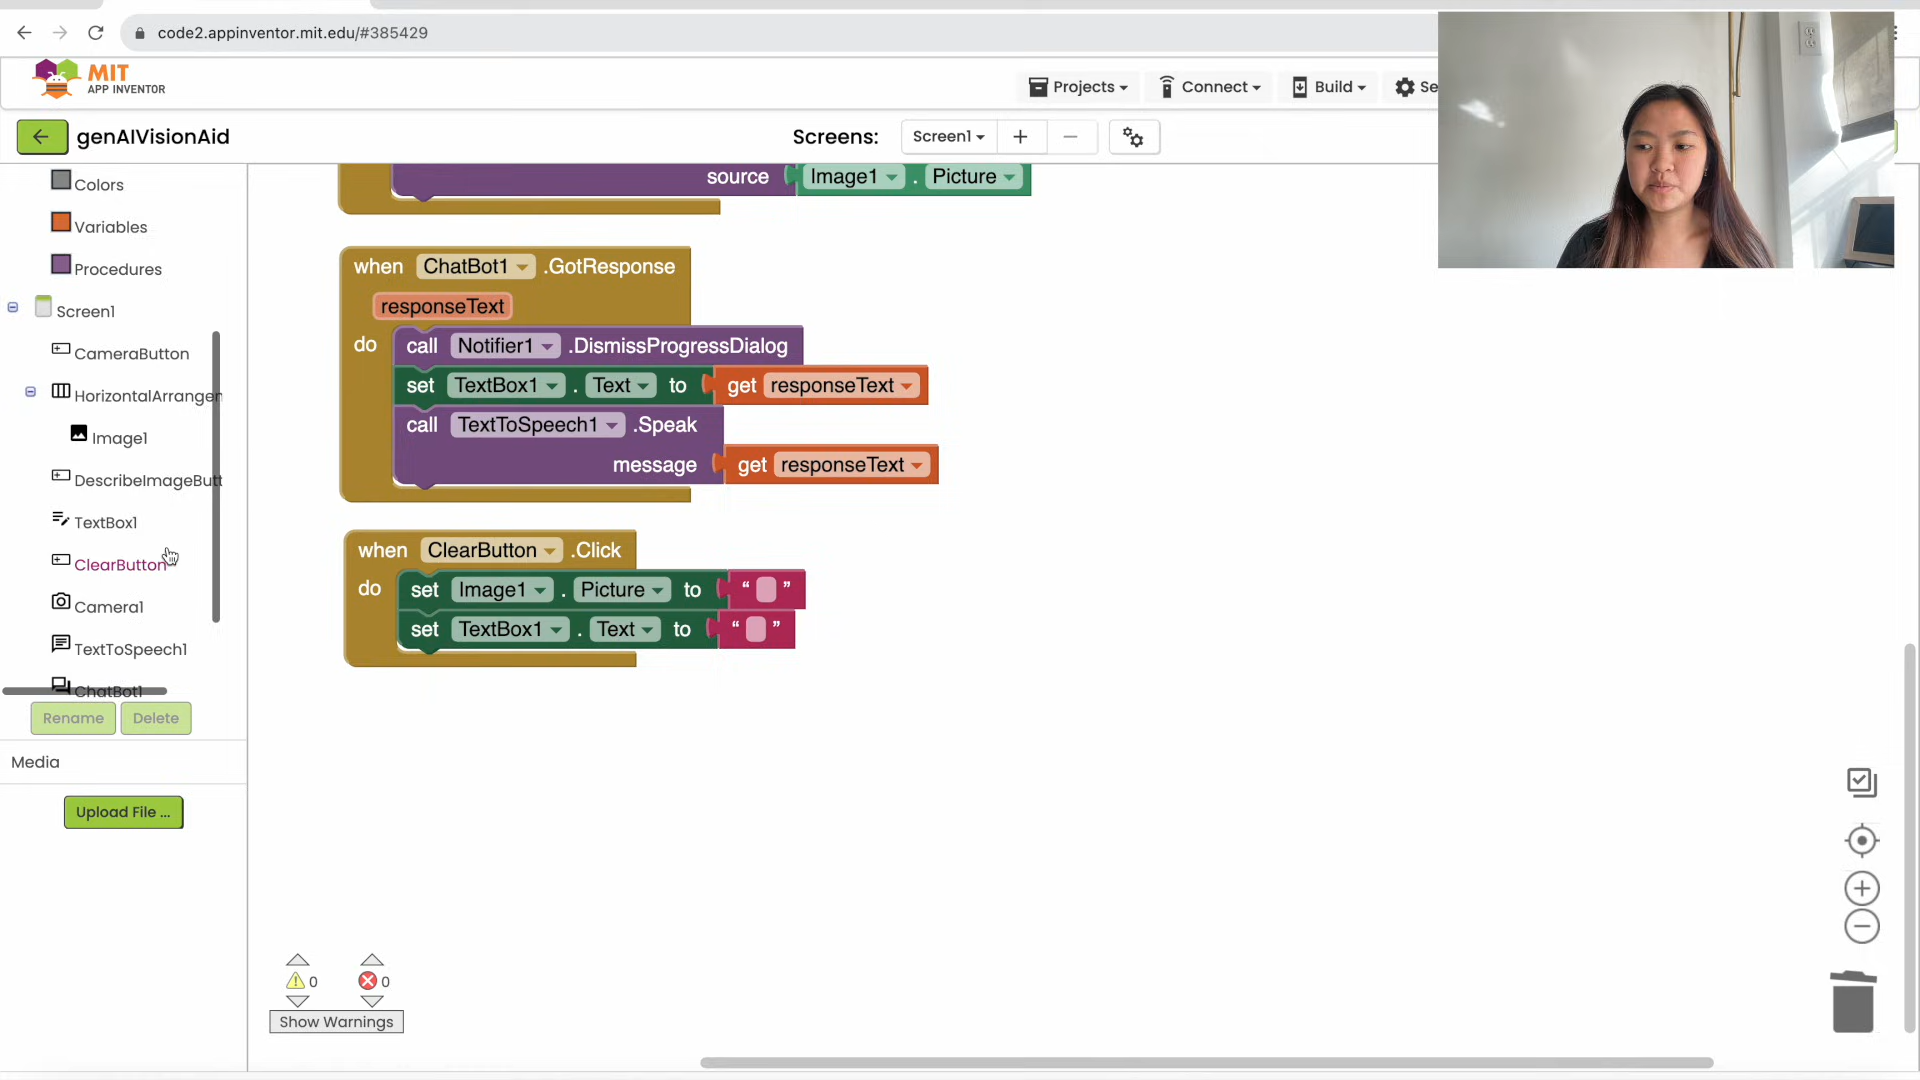 code2.appinventor.mit.edu/#385429
MIT
APP INVENTOR
Projects
Connect
Build
Se
genAIVisionAid
Screens:
Screen1
Colors
Variables
Procedures
Screen1
CameraButton
HorizontalArrangen
Image1
DescribeImageButt
TextBox1
ClearButton
Camera1
TextToSpeech1
ChatBot1
Rename
Delete
Media
Upload File ...
source Image1 . Picture
when ChatBot1 .GotResponse
responseText
do call Notifier1 .DismissProgressDialog
set TextBox1 . Text to get responseText
call TextToSpeech1 .Speak
message get responseText
when ClearButton .Click
do set Image1 . Picture to “ ”
set TextBox1 . Text to “ ”
0 0
Show Warnings